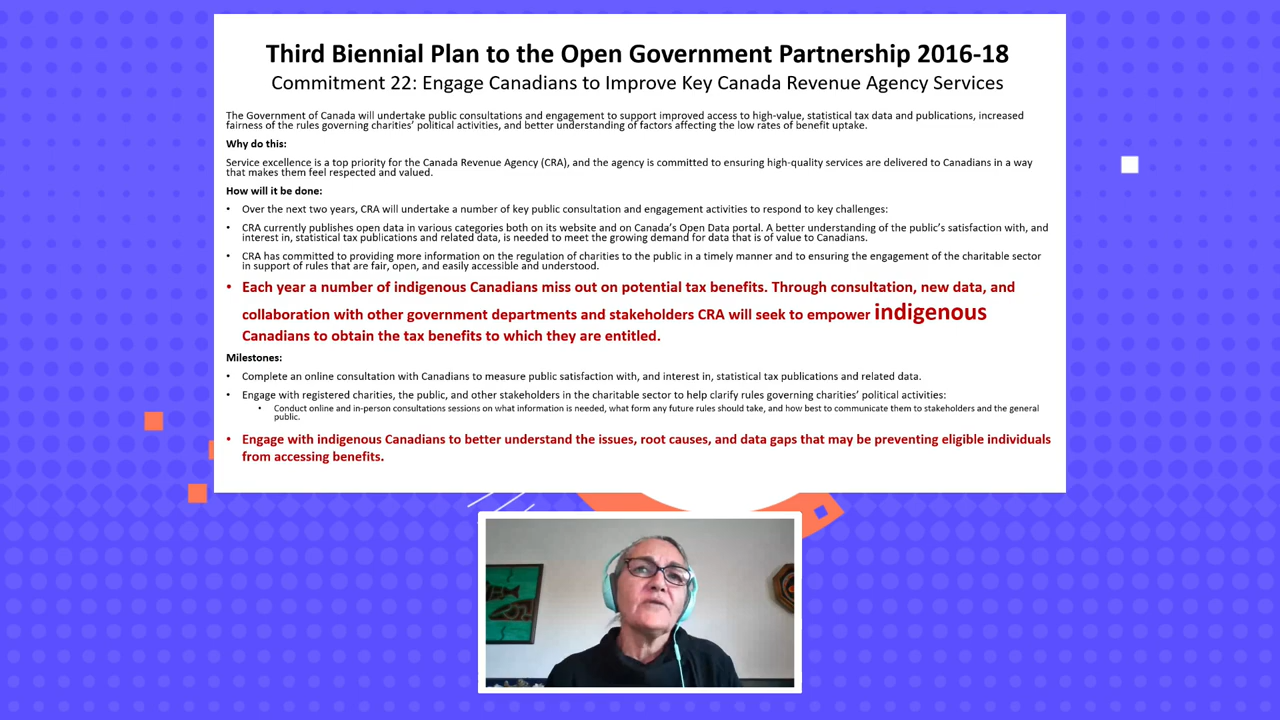 Third Biennial Plan to the Open Government Partnership 2016-18
Commitment 22: Engage Canadians to Improve Key Canada Revenue Agency Services
The Government of Canada will undertake public consultations and engagement to support improved access to high-value, statistical tax data and publications, increased
fairness of the rules governing charities' political activities, and better understanding of factors affecting the low rates of benefit uptake.
Why do this:
Service excellence is a top priority for the Canada Revenue Agency (CRA), and the agency is committed to ensuring high-quality services are delivered to Canadians in a way
that makes them feel respected and valued.
How will it be done:
• Over the next two years, CRA will undertake a number of key public consultation and engagement activities to respond to key challenges:
• CRA currently publishes open data in various categories both on its website and on Canada's Open Data portal. A better understanding of the public's satisfaction with, and
interest in, statistical tax publications and related data, is needed to meet the growing demand for data that is of value to Canadians.
• CRA has committed to providing more information on the regulation of charities to the public in a timely manner and to ensuring the engagement of the charitable sector
in support of rules that are fair, open, and easily accessible and understood.
• Each year a number of indigenous Canadians miss out on potential tax benefits. Through consultation, new data, and
collaboration with other government departments and stakeholders CRA will seek to empower indigenous
Canadians to obtain the tax benefits to which they are entitled.
Milestones:
• Complete an online consultation with Canadians to measure public satisfaction with, and interest in, statistical tax publications and related data.
• Engage with registered charities, the public, and other stakeholders in the charitable sector to help clarify rules governing charities' political activities:
• Conduct online and in-person consultations sessions on what information is needed, what form any future rules should take, and how best to communicate them to stakeholders and the general
public.
• Engage with indigenous Canadians to better understand the issues, root causes, and data gaps that may be preventing eligible individuals
from accessing benefits.